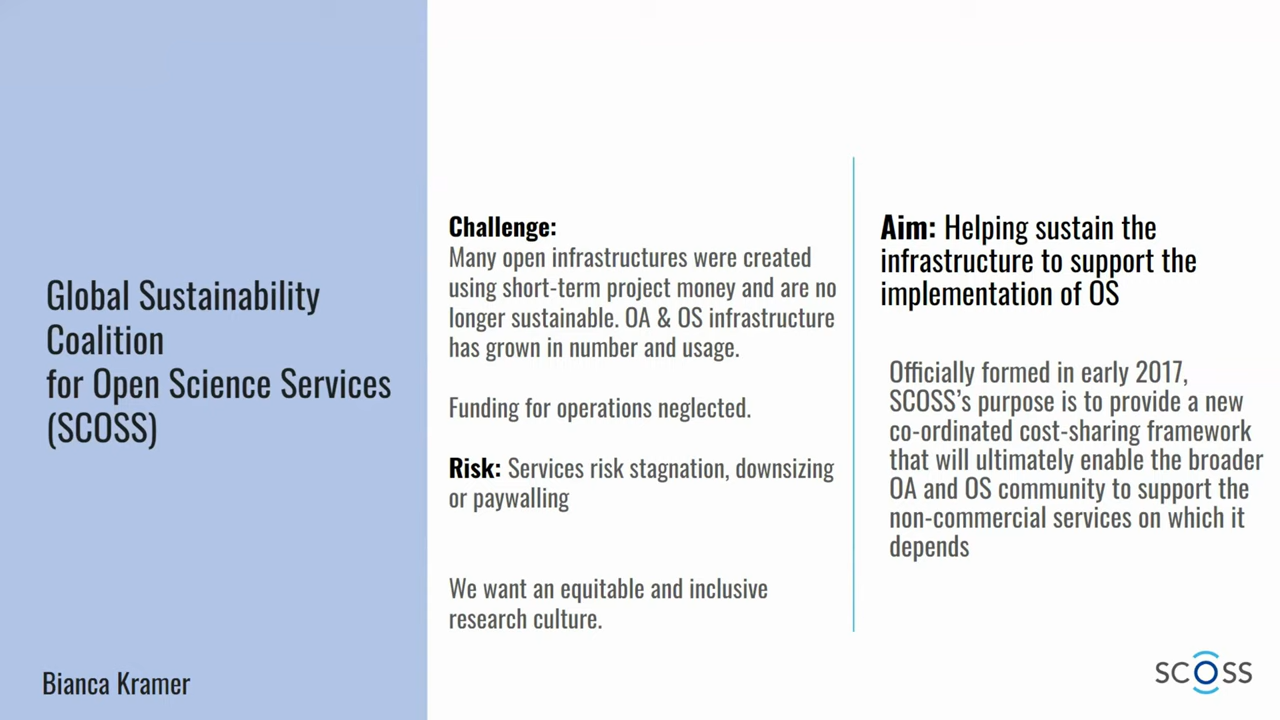 Global Sustainability
Coalition
for Open Science Services
(SCOSS)
Bianca Kramer
Challenge:
Many open infrastructures were created
using short-term project money and are no
longer sustainable. OA & OS infrastructure
has grown in number and usage.
Funding for operations neglected.
Risk: Services risk stagnation, downsizing
or paywalling
We want an equitable and inclusive
research culture.
Aim: Helping sustain the
infrastructure to support the
implementation of OS
Officially formed in early 2017,
SCOSS’s purpose is to provide a new
co-ordinated cost-sharing framework
that will ultimately enable the broader
OA and OS community to support the
non-commercial services on which it
depends
SCOSS